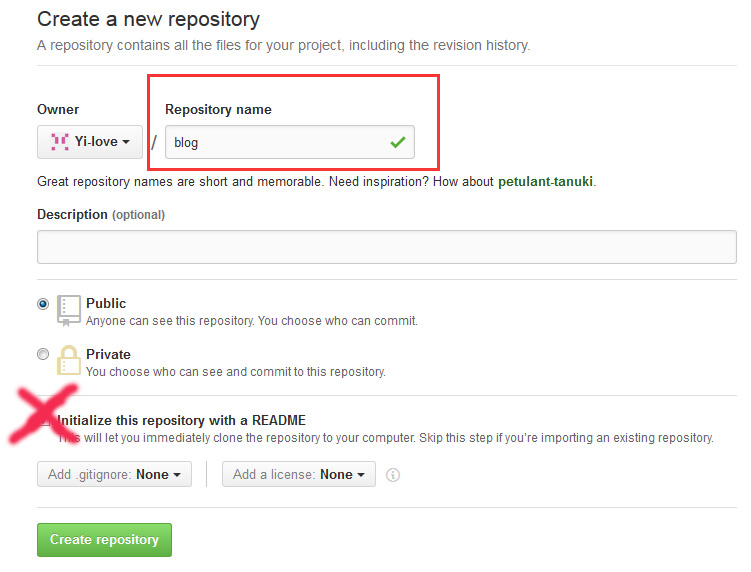 Create a new repository
A repository contains all the files for your project, including the revision history.
Owner
Repository name
Yi-love
/
blog
Great repository names are short and memorable. Need inspiration? How about petulant-tanuki.
Description (optional)
Public
Anyone can see this repository. You choose who can commit.
Private
You choose who can see and commit to this repository.
Initialize this repository with a README
This will let you immediately clone the repository to your computer. Skip this step if you're importing an existing repository.
Add .gitignore: None
Add a license: None
Create repository